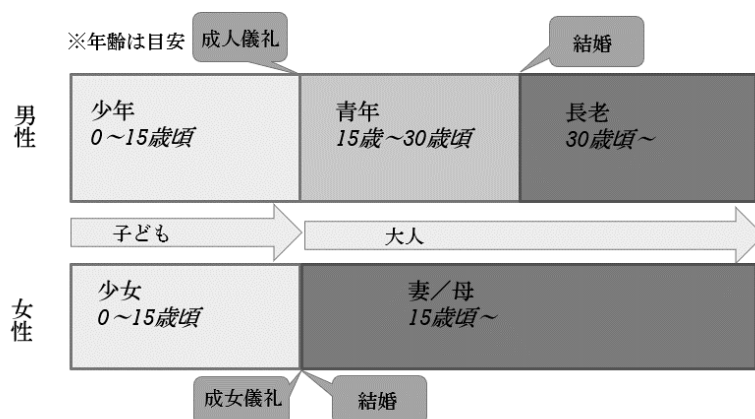 ※年齢は目安
成人儀礼
結婚
男性
少年
0～15歳頃
青年
15歳～30歳頃
長老
30歳頃～
子ども
大人
女性
少女
0～15歳頃
妻／母
15歳頃～
成女儀礼
結婚